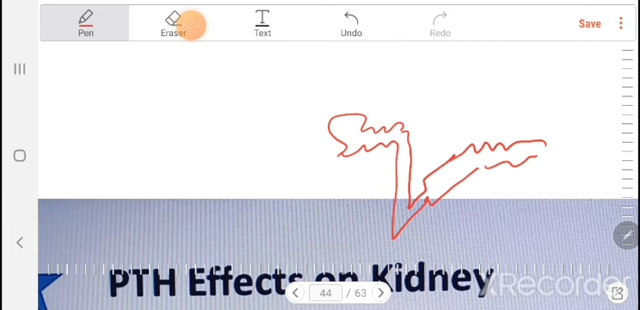 Pen Eraser Text Undo Redo Save
PTH Effects on Kidney
44 / 63
XRecorder